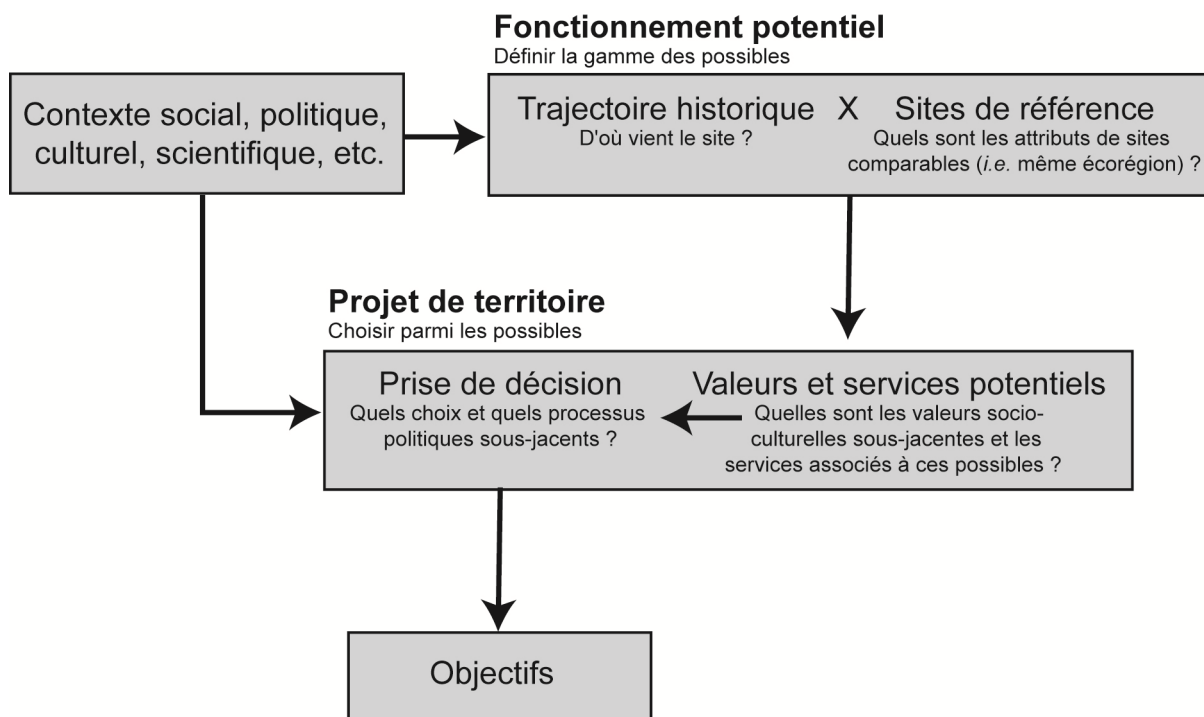 Fonctionnement potentiel
Définir la gamme des possibles
Contexte social, politique,
culturel, scientifique, etc.
Trajectoire historique X Sites de référence
D'où vient le site ?
Quels sont les attributs de sites
comparables (i.e. même écorégion) ?
Projet de territoire
Choisir parmi les possibles
Prise de décision
Quels choix et quels processus
politiques sous-jacents ?
Valeurs et services potentiels
Quelles sont les valeurs socio-
culturelles sous-jacentes et les
services associés à ces possibles ?
Objectifs